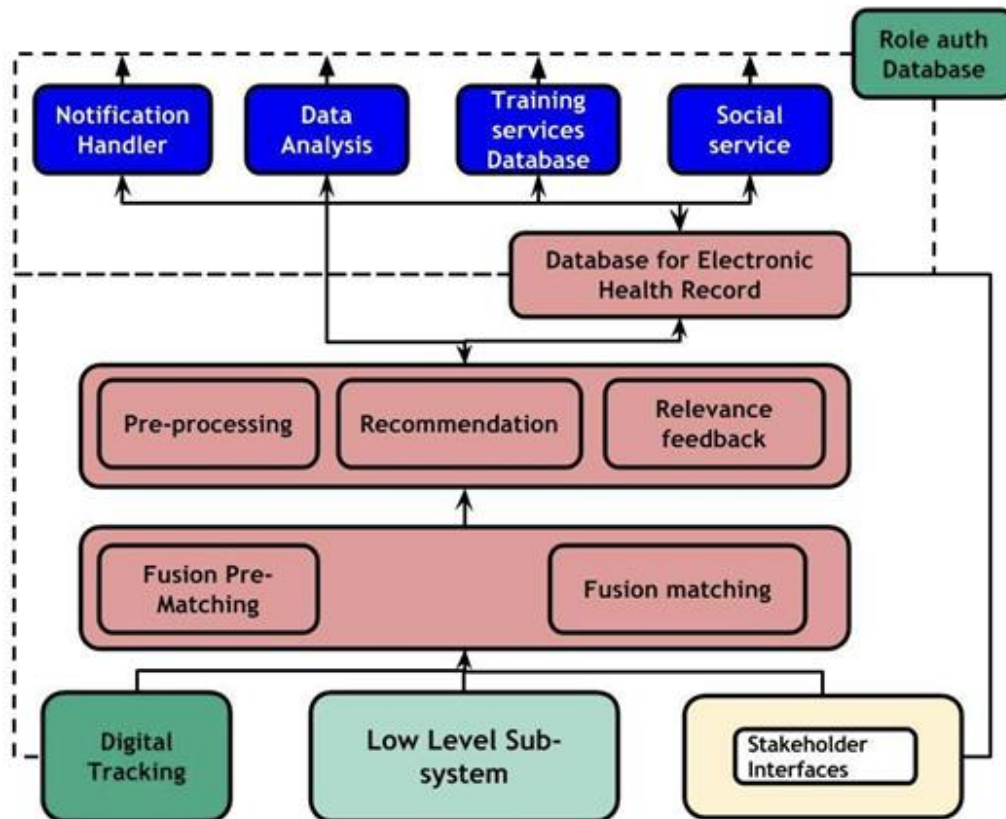 Role auth
Database
Notification
Handler
Data
Analysis
Training
services
Database
Social
service
Database for Electronic
Health Record
Pre-processing
Recommendation
Relevance
feedback
Fusion Pre-
Matching
Fusion matching
Digital
Tracking
Low Level Sub-
system
Stakeholder
Interfaces